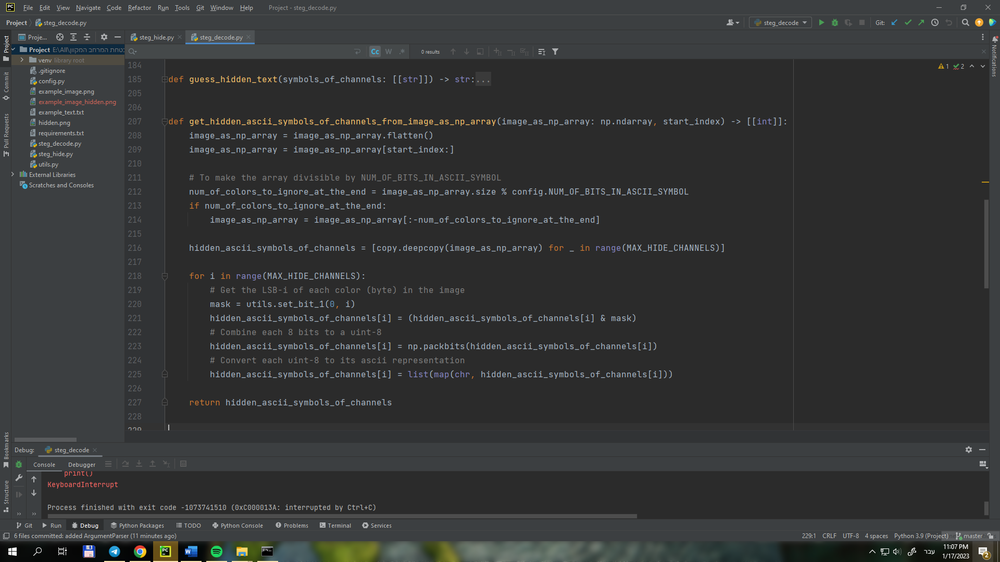 File Edit View Navigate Code Refactor Run Tools Git Window Help Project - steg_decode.py
Project steg_decode.py steg_decode Git:
Proje... steg_hide.py steg_decode.py
Project E:\All\בטחת המרחב המקוון
Cc W .* 0 results
venv library root
.gitignore
config.py
example_image.png
example_image_hidden.png
example_text.txt
hidden.png
requirements.txt
steg_decode.py
steg_hide.py
utils.py
External Libraries
Scratches and Consoles
Project
Commit
Pull Requests
Bookmarks
Structure
Notifications
1 2
184
185 def guess_hidden_text(symbols_of_channels: [[str]]) -> str:...
205
206
207 def get_hidden_ascii_symbols_of_channels_from_image_as_np_array(image_as_np_array: np.ndarray, start_index) -> [[int]]:
208 image_as_np_array = image_as_np_array.flatten()
209 image_as_np_array = image_as_np_array[start_index:]
210
211 # To make the array divisible by NUM_OF_BITS_IN_ASCII_SYMBOL
212 num_of_colors_to_ignore_at_the_end = image_as_np_array.size % config.NUM_OF_BITS_IN_ASCII_SYMBOL
213 if num_of_colors_to_ignore_at_the_end:
214 image_as_np_array = image_as_np_array[:-num_of_colors_to_ignore_at_the_end]
215
216 hidden_ascii_symbols_of_channels = [copy.deepcopy(image_as_np_array) for _ in range(MAX_HIDE_CHANNELS)]
217
218 for i in range(MAX_HIDE_CHANNELS):
219 # Get the LSB-i of each color (byte) in the image
220 mask = utils.set_bit_1(0, i)
221 hidden_ascii_symbols_of_channels[i] = (hidden_ascii_symbols_of_channels[i] & mask)
222 # Combine each 8 bits to a uint-8
223 hidden_ascii_symbols_of_channels[i] = np.packbits(hidden_ascii_symbols_of_channels[i])
224 # Convert each uint-8 to its ascii representation
225 hidden_ascii_symbols_of_channels[i] = list(map(chr, hidden_ascii_symbols_of_channels[i]))
226
227 return hidden_ascii_symbols_of_channels
228
229
Debug: steg_decode
Console Debugger
print()
KeyboardInterrupt
Process finished with exit code -1073741510 (0xC000013A: interrupted by Ctrl+C)
Git Run Debug Python Packages TODO Python Console Problems Terminal Services
6 files committed: added ArgumentParser (11 minutes ago) 229:1 CRLF UTF-8 4 spaces Python 3.9 (Project) master
עבר 11:07 PM
1/17/2023
2